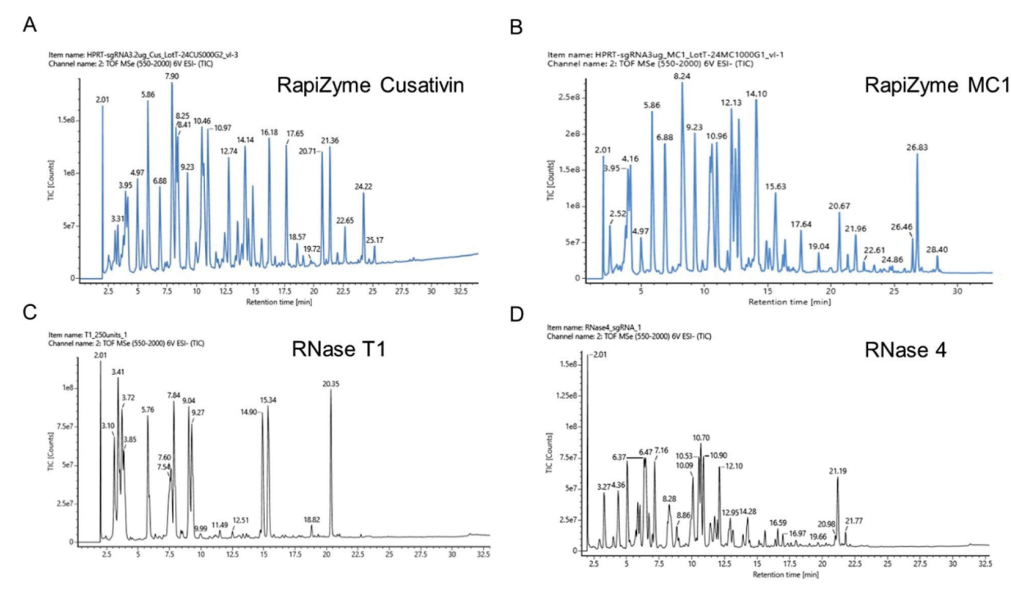 A
Item name: HPRT-sgRNA3.2ug_Cus_LotT-24CUS000G2_vl-3
Channel name: 2: TOF MSe (550-2000) 6V ESI- (TIC)
RapiZyme Cusativin
TIC [Counts]
1.5e8
1e8
5e7
0
2.01
3.31
3.95
4.97
5.86
6.88
7.90
8.25
8.41
9.23
10.46
10.97
12.74
14.14
16.18
17.65
18.57
19.72
20.71
21.36
22.65
24.22
25.17
2.5 5 7.5 10 12.5 15 17.5 20 22.5 25 27.5 30 32.5
Retention time [min]
B
Item name: HPRT-sgRNA3ug_MC1_LotT-24MC1000G1_vl-1
Channel name: 2: TOF MSe (550-2000) 6V ESI- (TIC)
RapiZyme MC1
TIC [Counts]
2.5e8
2e8
1.5e8
1e8
5e7
0
2.01
2.52
3.95
4.16
4.97
5.86
6.88
8.24
9.23
10.96
12.13
14.10
15.63
17.64
19.04
20.67
21.96
22.61
24.86
26.46
26.83
28.40
5 10 15 20 25 30
Retention time [min]
C
Item name: T1_250units_1
Channel name: 2: TOF MSe (550-2000) 6V ESI- (TIC)
RNase T1
TIC [Counts]
1e8
7.5e7
5e7
2.5e7
0
2.01
3.10
3.41
3.72
3.85
5.76
7.54
7.60
7.84
9.04
9.27
9.99
11.49
12.51
14.90
15.34
18.82
20.35
2.5 5 7.5 10 12.5 15 17.5 20 22.5 25 27.5 30 32.5
Retention time [min]
D
Item name: RNase4_sgRNA_1
Channel name: 2: TOF MSe (550-2000) 6V ESI- (TIC)
RNase 4
TIC [Counts]
1.5e8
1.25e8
1e8
7.5e7
5e7
2.5e7
0
2.01
3.27
4.36
6.37
6.47
7.16
8.28
8.86
10.09
10.53
10.70
10.90
12.10
12.95
14.28
16.59
16.97
19.66
20.98
21.19
21.77
2.5 5 7.5 10 12.5 15 17.5 20 22.5 25 27.5 30 32.5
Retention time [min]